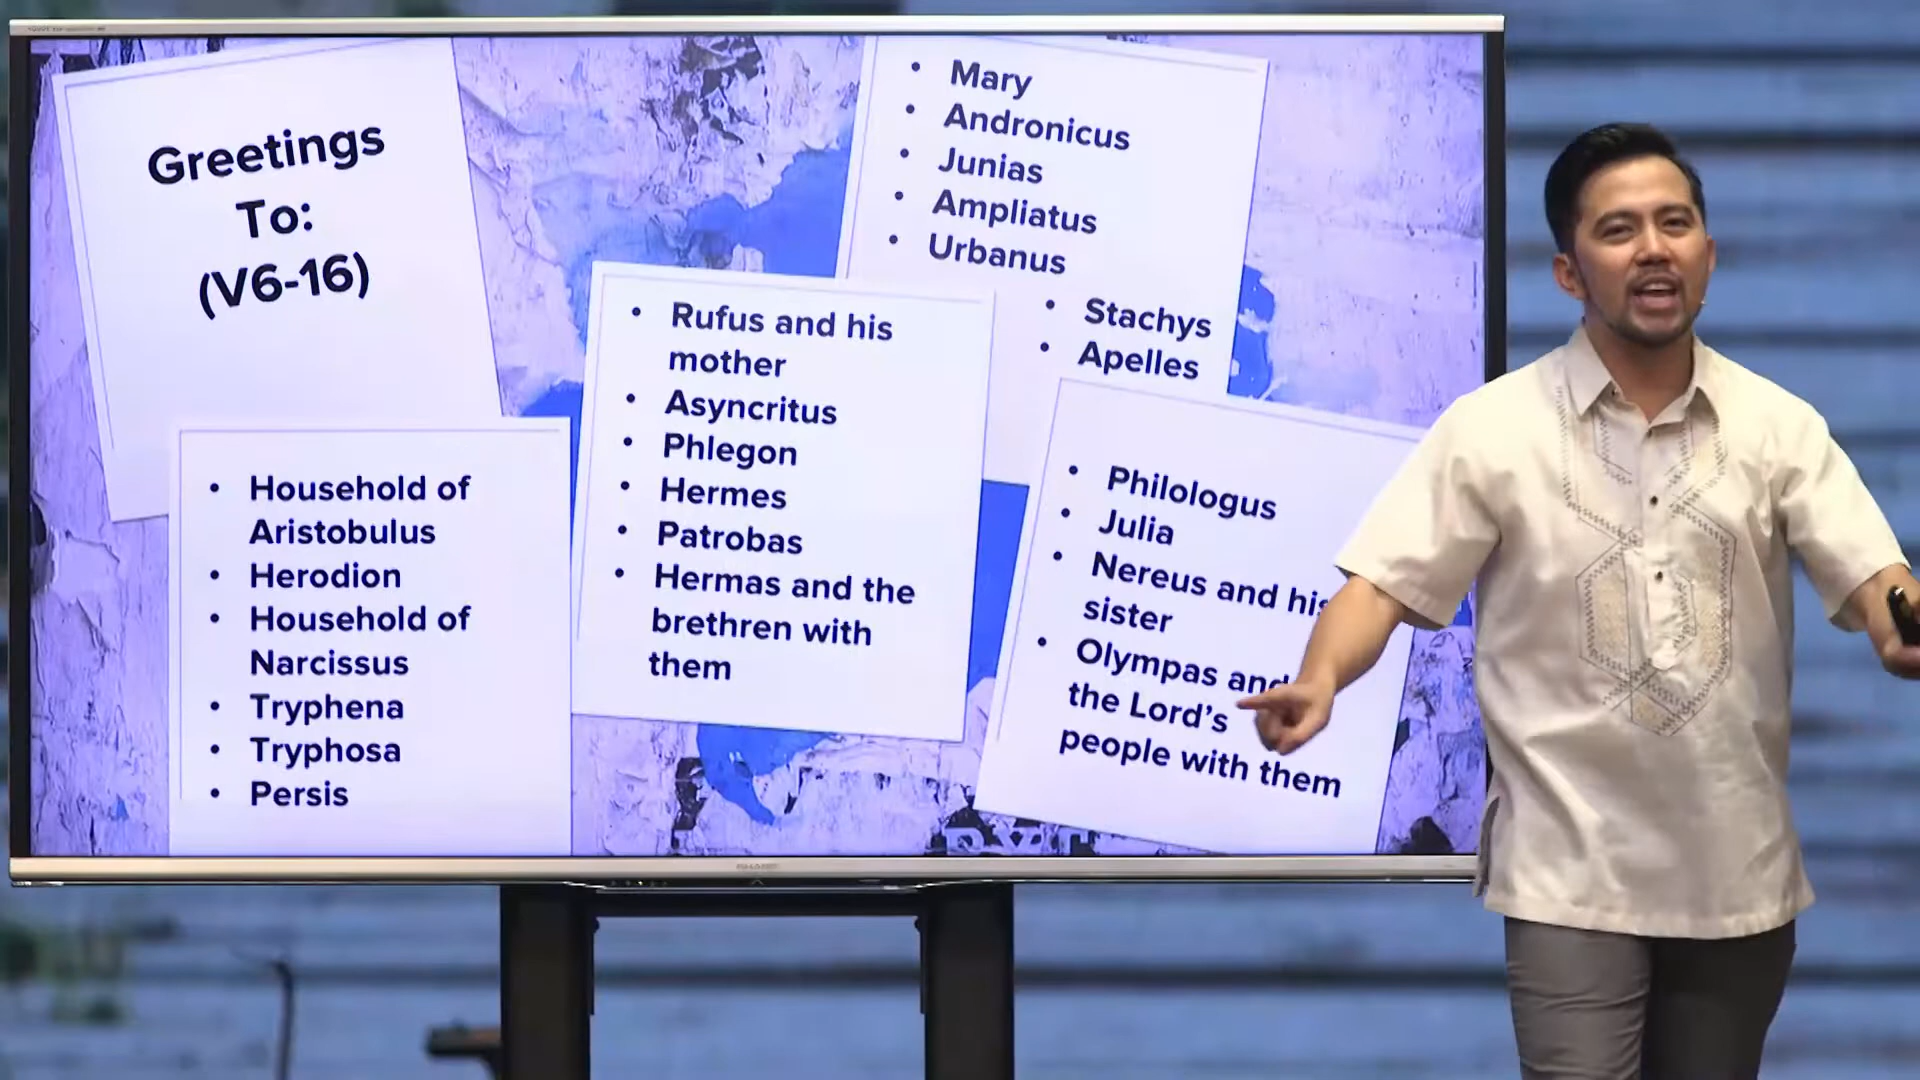 Greetings
To:
(V6-16)
• Mary
• Andronicus
• Junias
• Ampliatus
• Urbanus
• Stachys
• Apelles
• Household of
Aristobulus
• Herodion
• Household of
Narcissus
• Tryphena
• Tryphosa
• Persis
• Rufus and his
mother
• Asyncritus
• Phlegon
• Hermes
• Patrobas
• Hermas and the
brethren with
them
• Philologus
• Julia
• Nereus and his
sister
• Olympas and
the Lord's
people with them